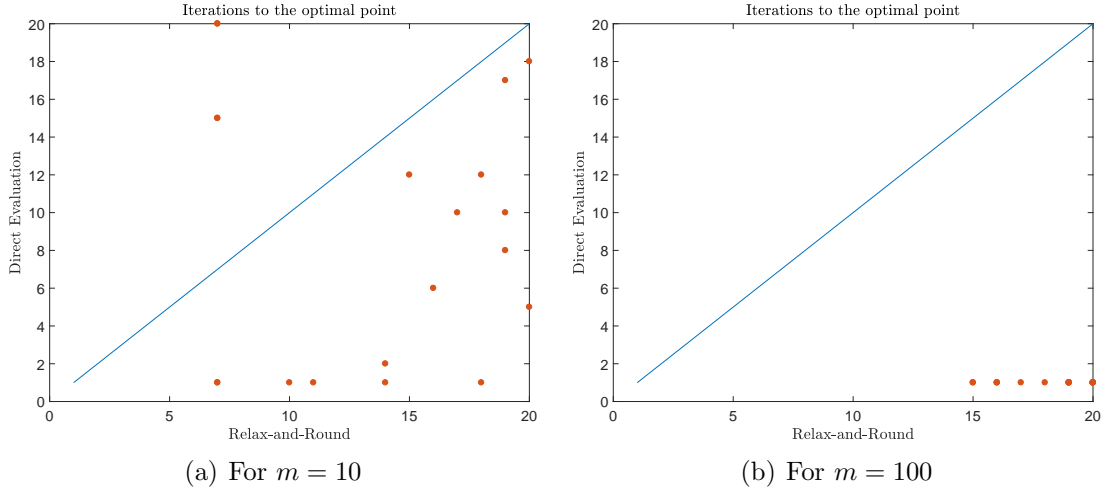 Iterations to the optimal point
20
18
16
14
12
10
8
6
4
2
0
Direct Evaluation
0 5 10 15 20
Relax-and-Round
(a) For m = 10
Iterations to the optimal point
20
18
16
14
12
10
8
6
4
2
0
Direct Evaluation
0 5 10 15 20
Relax-and-Round
(b) For m = 100